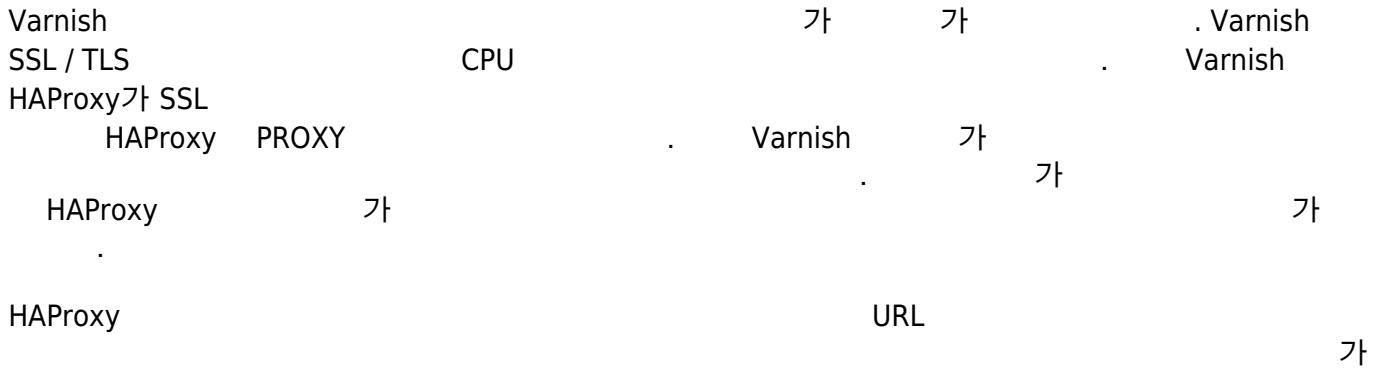 Varnish 가 가 . Varnish
SSL / TLS CPU . Varnish
HAProxy가 SSL
HAProxy PROXY . Varnish 가
. 가
HAProxy 가 가
.
HAProxy URL
가